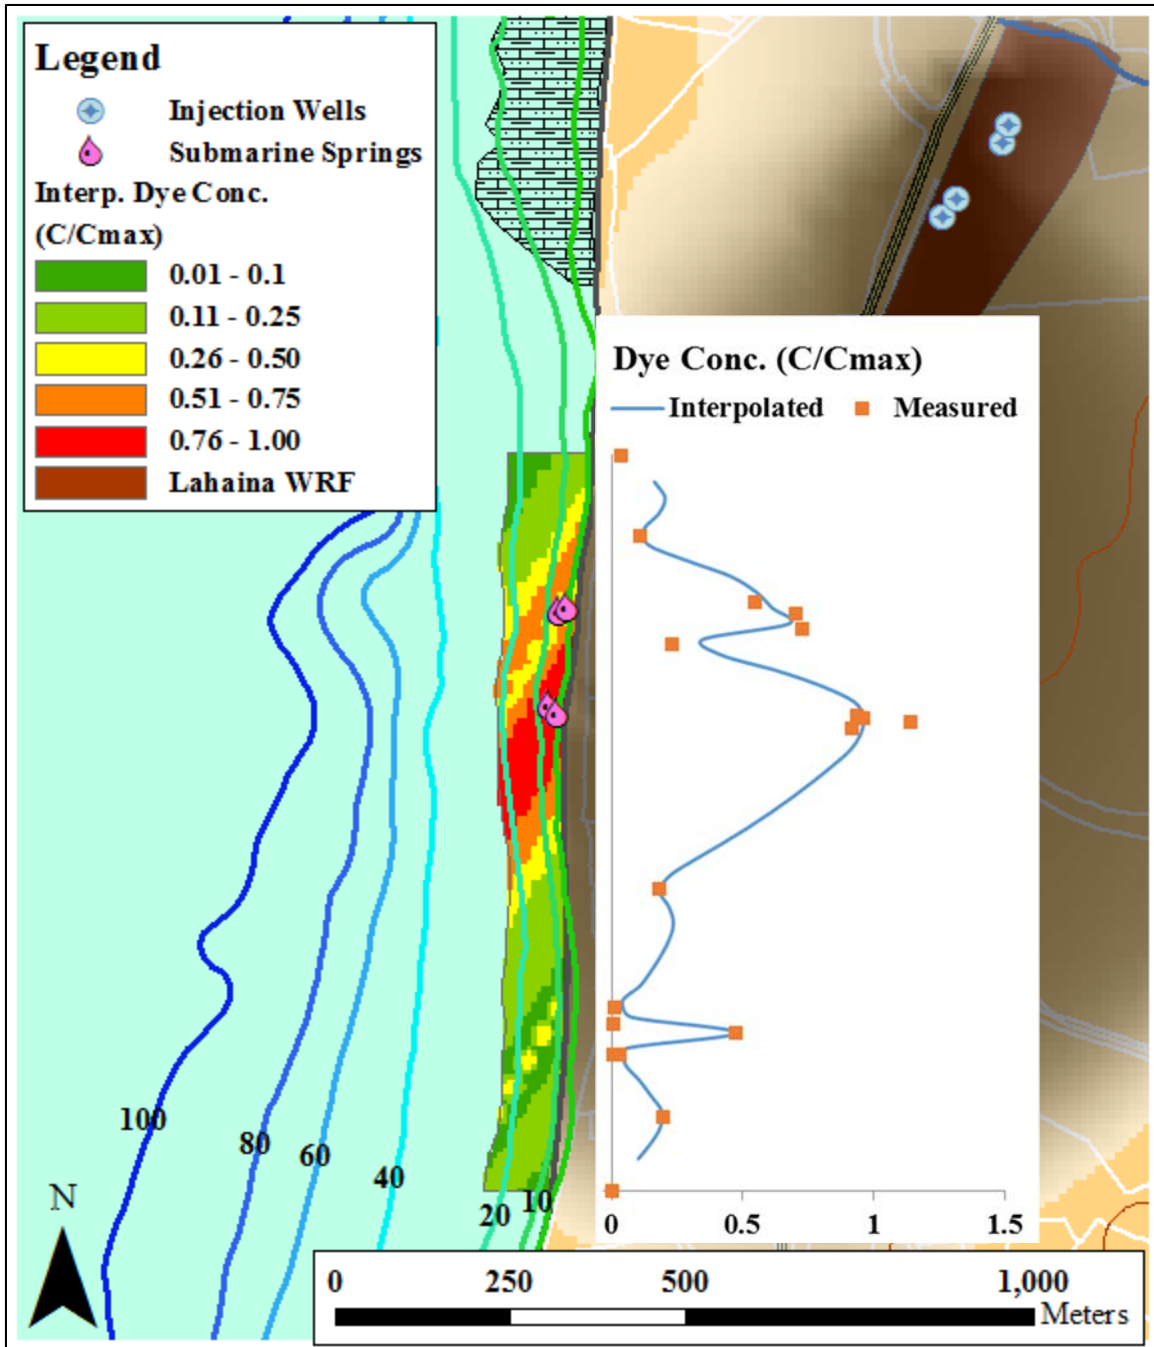 Legend
Injection Wells
Submarine Springs
Interp. Dye Conc.
(C/Cmax)
0.01 - 0.1
0.11 - 0.25
0.26 - 0.50
0.51 - 0.75
0.76 - 1.00
Lahaina WRF
Dye Conc. (C/Cmax)
Interpolated Measured
0 0.5 1 1.5
100
80
60
40
20
10
N
0 250 500 1,000
Meters